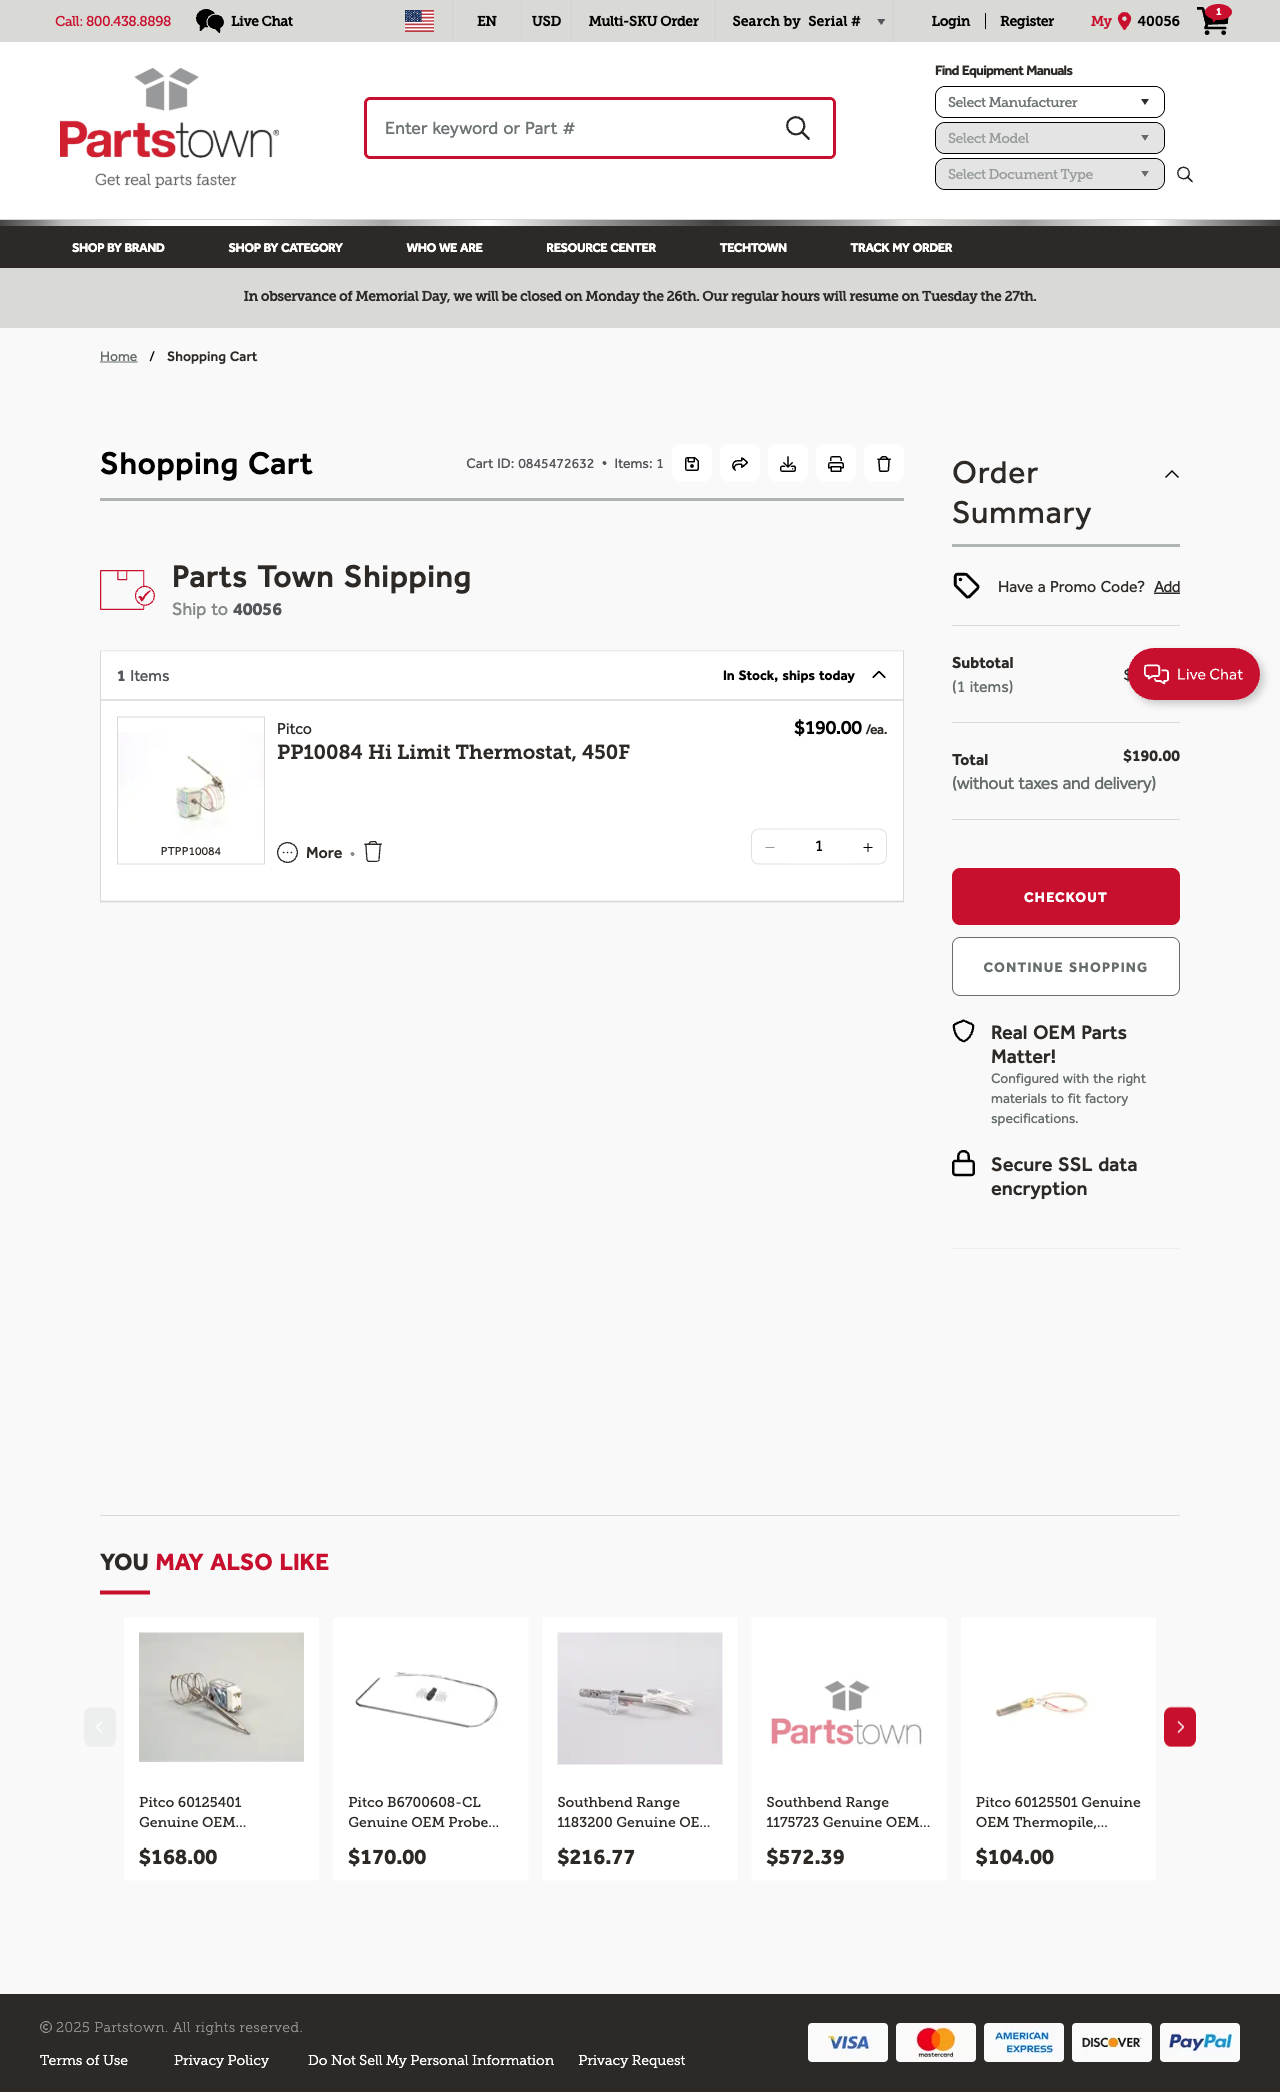 Call: 800.438.8898 Live Chat EN USD Multi-SKU Order Search by Serial # Login Register My 40056 1
Partstown®
Get real parts faster
Enter keyword or Part #
Find Equipment Manuals
Select Manufacturer
Select Model
Select Document Type
SHOP BY BRAND SHOP BY CATEGORY WHO WE ARE RESOURCE CENTER TECHTOWN TRACK MY ORDER
In observance of Memorial Day, we will be closed on Monday the 26th. Our regular hours will resume on Tuesday the 27th.
Home / Shopping Cart
Shopping Cart
Cart ID: 0845472632 • Items: 1
Parts Town Shipping
Ship to 40056
1 Items
In Stock, ships today
Pitco
PP10084 Hi Limit Thermostat, 450F
$190.00 /ea.
PTPP10084
More •
− 1 +
Order
Summary
Have a Promo Code? Add
Subtotal
(1 items)
$
Live Chat
Total
$190.00
(without taxes and delivery)
CHECKOUT
CONTINUE SHOPPING
Real OEM Parts
Matter!
Configured with the right
materials to fit factory
specifications.
Secure SSL data
encryption
YOU MAY ALSO LIKE
Pitco 60125401
Genuine OEM...
$168.00
Pitco B6700608-CL
Genuine OEM Probe...
$170.00
Southbend Range
1183200 Genuine OE...
$216.77
Partstown
Southbend Range
1175723 Genuine OEM...
$572.39
Pitco 60125501 Genuine
OEM Thermopile,...
$104.00
© 2025 Partstown. All rights reserved.
Terms of Use Privacy Policy Do Not Sell My Personal Information Privacy Request
VISA
mastercard
AMERICAN
EXPRESS
DISCOVER
PayPal